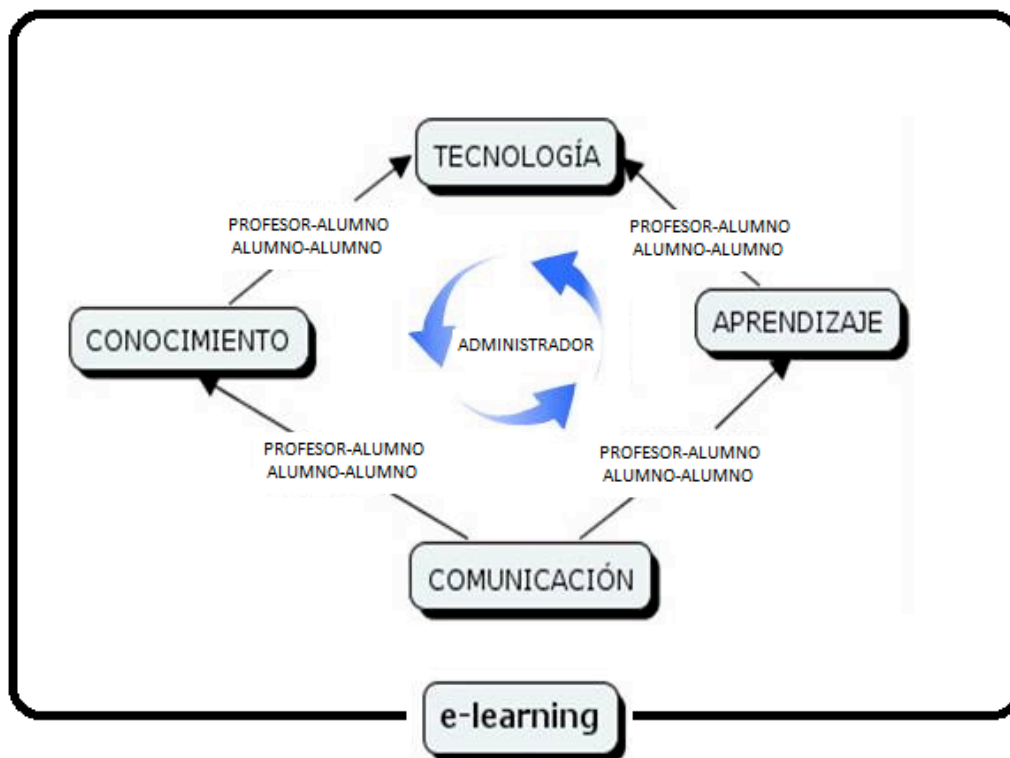 TECNOLOGÍA
PROFESOR-ALUMNO
ALUMNO-ALUMNO
PROFESOR-ALUMNO
ALUMNO-ALUMNO
CONOCIMIENTO
ADMINISTRADOR
APRENDIZAJE
PROFESOR-ALUMNO
ALUMNO-ALUMNO
PROFESOR-ALUMNO
ALUMNO-ALUMNO
COMUNICACIÓN
e-learning